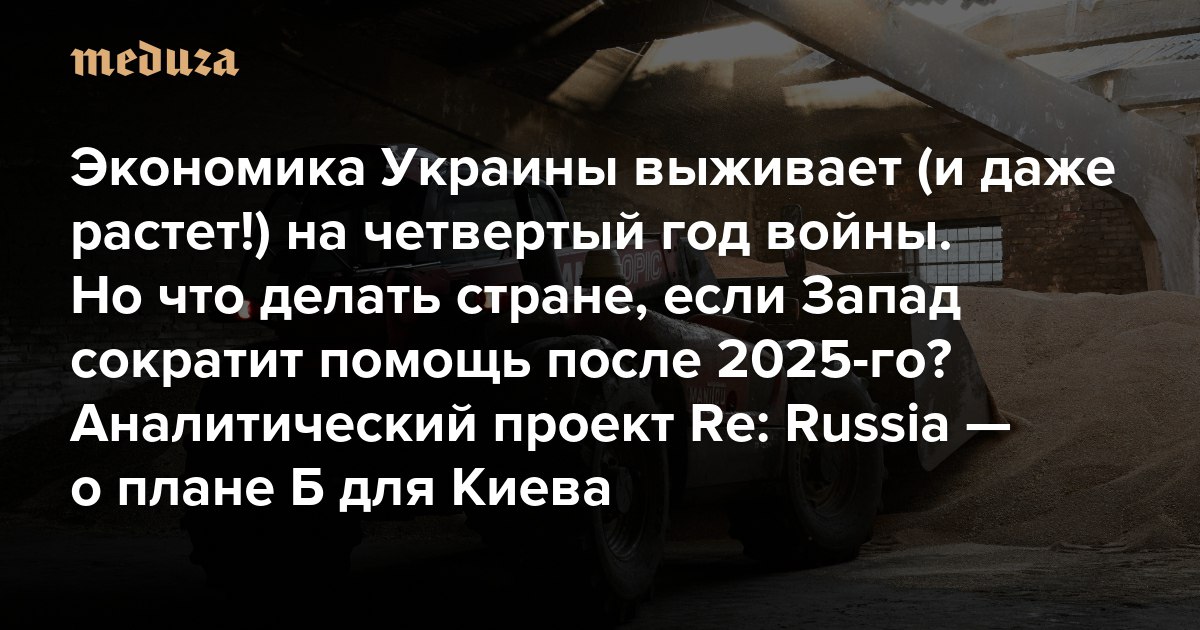 meduza
Экономика Украины выживает (и даже
растет!) на четвертый год войны.
Но что делать стране, если Запад
сократит помощь после 2025-го?
Аналитический проект Re: Russia —
о плане Б для Киева